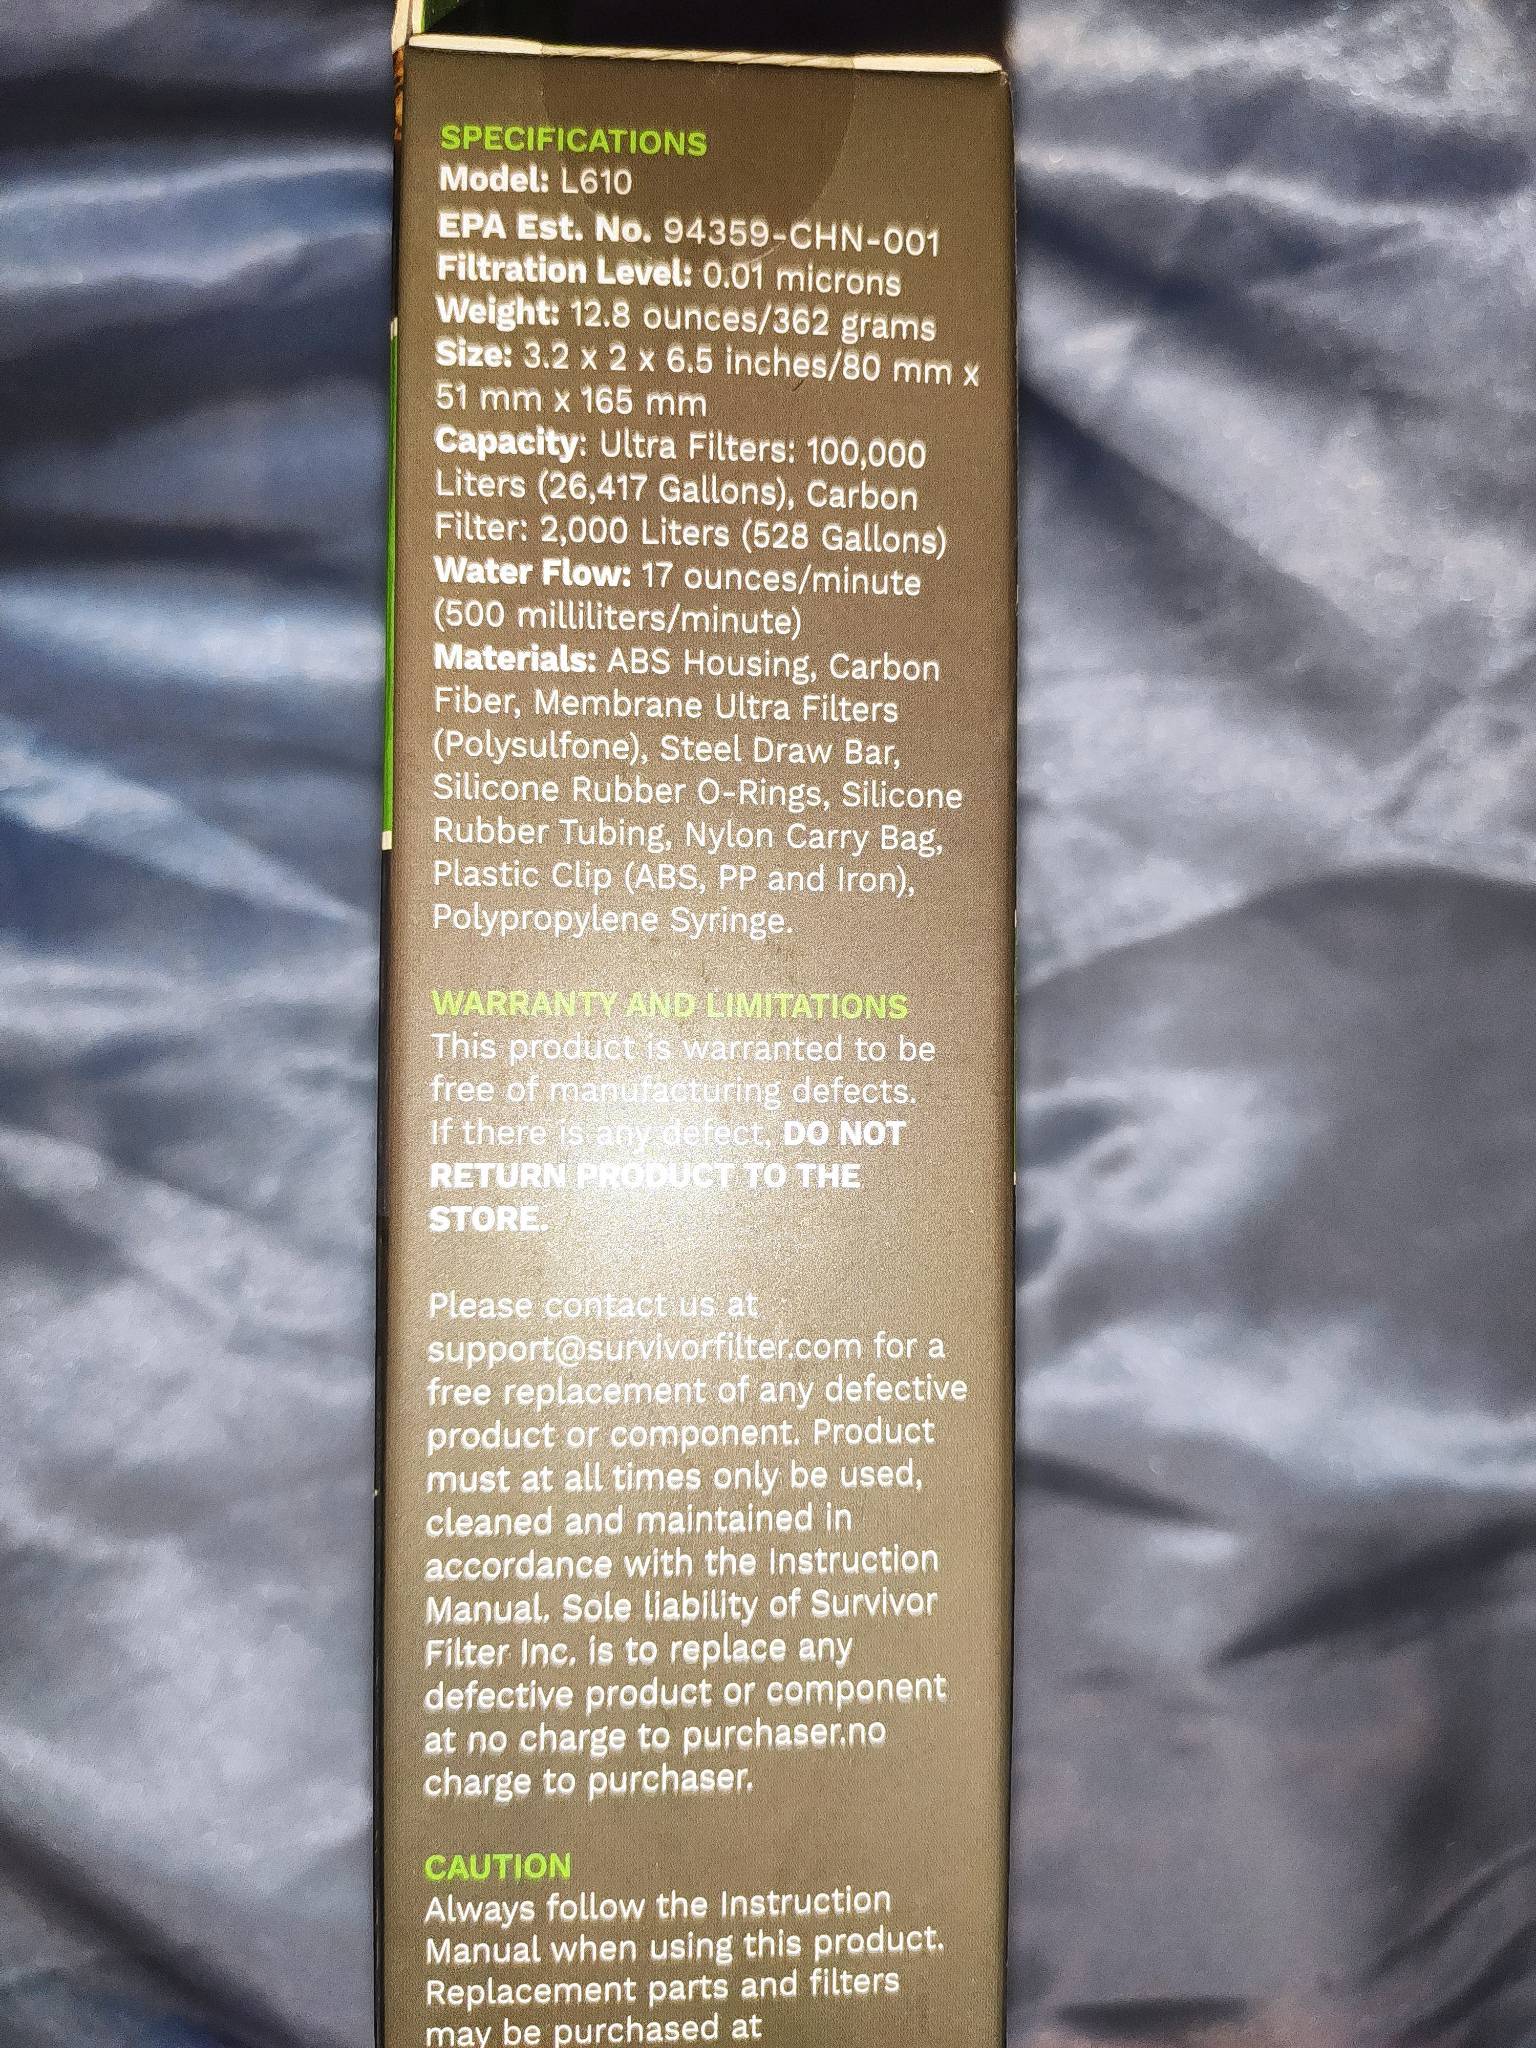 SPECIFICATIONS
Model: L610
EPA Est. No. 94359-CHN-001
Filtration Level: 0.01 microns
Weight: 12.8 ounces/362 grams
Size: 3.2 x 2 x 6.5 inches/80 mm x
51 mm x 165 mm
Capacity: Ultra Filters: 100,000
Liters (26,417 Gallons), Carbon
Filter: 2,000 Liters (528 Gallons)
Water Flow: 17 ounces/minute
(500 milliliters/minute)
Materials: ABS Housing, Carbon
Fiber, Membrane Ultra Filters
(Polysulfone), Steel Draw Bar,
Silicone Rubber O-Rings, Silicone
Rubber Tubing, Nylon Carry Bag,
Plastic Clip (ABS, PP and Iron),
Polypropylene Syringe.
WARRANTY AND LIMITATIONS
This product is warranted to be
free of manufacturing defects.
If there is any defect, DO NOT
RETURN PRODUCT TO THE
STORE.
Please contact us at
support@survivorfilter.com for a
free replacement of any defective
product or component. Product
must at all times only be used,
cleaned and maintained in
accordance with the Instruction
Manual. Sole liability of Survivor
Filter Inc. is to replace any
defective product or component
at no charge to purchaser.no
charge to purchaser.
CAUTION
Always follow the Instruction
Manual when using this product.
Replacement parts and filters
may be purchased at